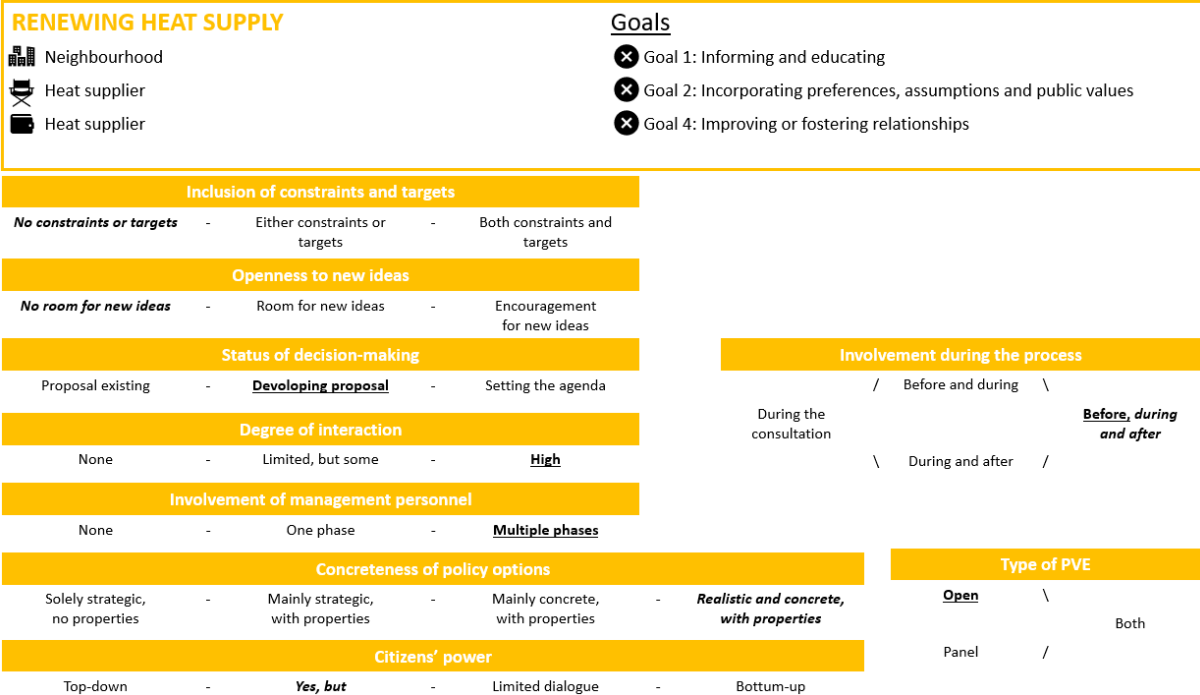 RENEWING HEAT SUPPLY
Neighbourhood
Heat supplier
Heat supplier
Goals
Goal 1: Informing and educating
Goal 2: Incorporating preferences, assumptions and public values
Goal 4: Improving or fostering relationships
Inclusion of constraints and targets
No constraints or targets - Either constraints or - Both constraints and
targets targets
Openness to new ideas
No room for new ideas - Room for new ideas - Encouragement
for new ideas
Status of decision-making
Proposal existing - Devoloping proposal - Setting the agenda
Degree of interaction
None - Limited, but some - High
Involvement of management personnel
None - One phase - Multiple phases
Involvement during the process
/ Before and during \
During the Before, during
consultation and after
\ During and after /
Concreteness of policy options
Solely strategic, - Mainly strategic, - Mainly concrete, - Realistic and concrete,
no properties with properties with properties with properties
Citizens’ power
Top-down - Yes, but - Limited dialogue - Bottum-up
Type of PVE
Open \
Both
Panel /